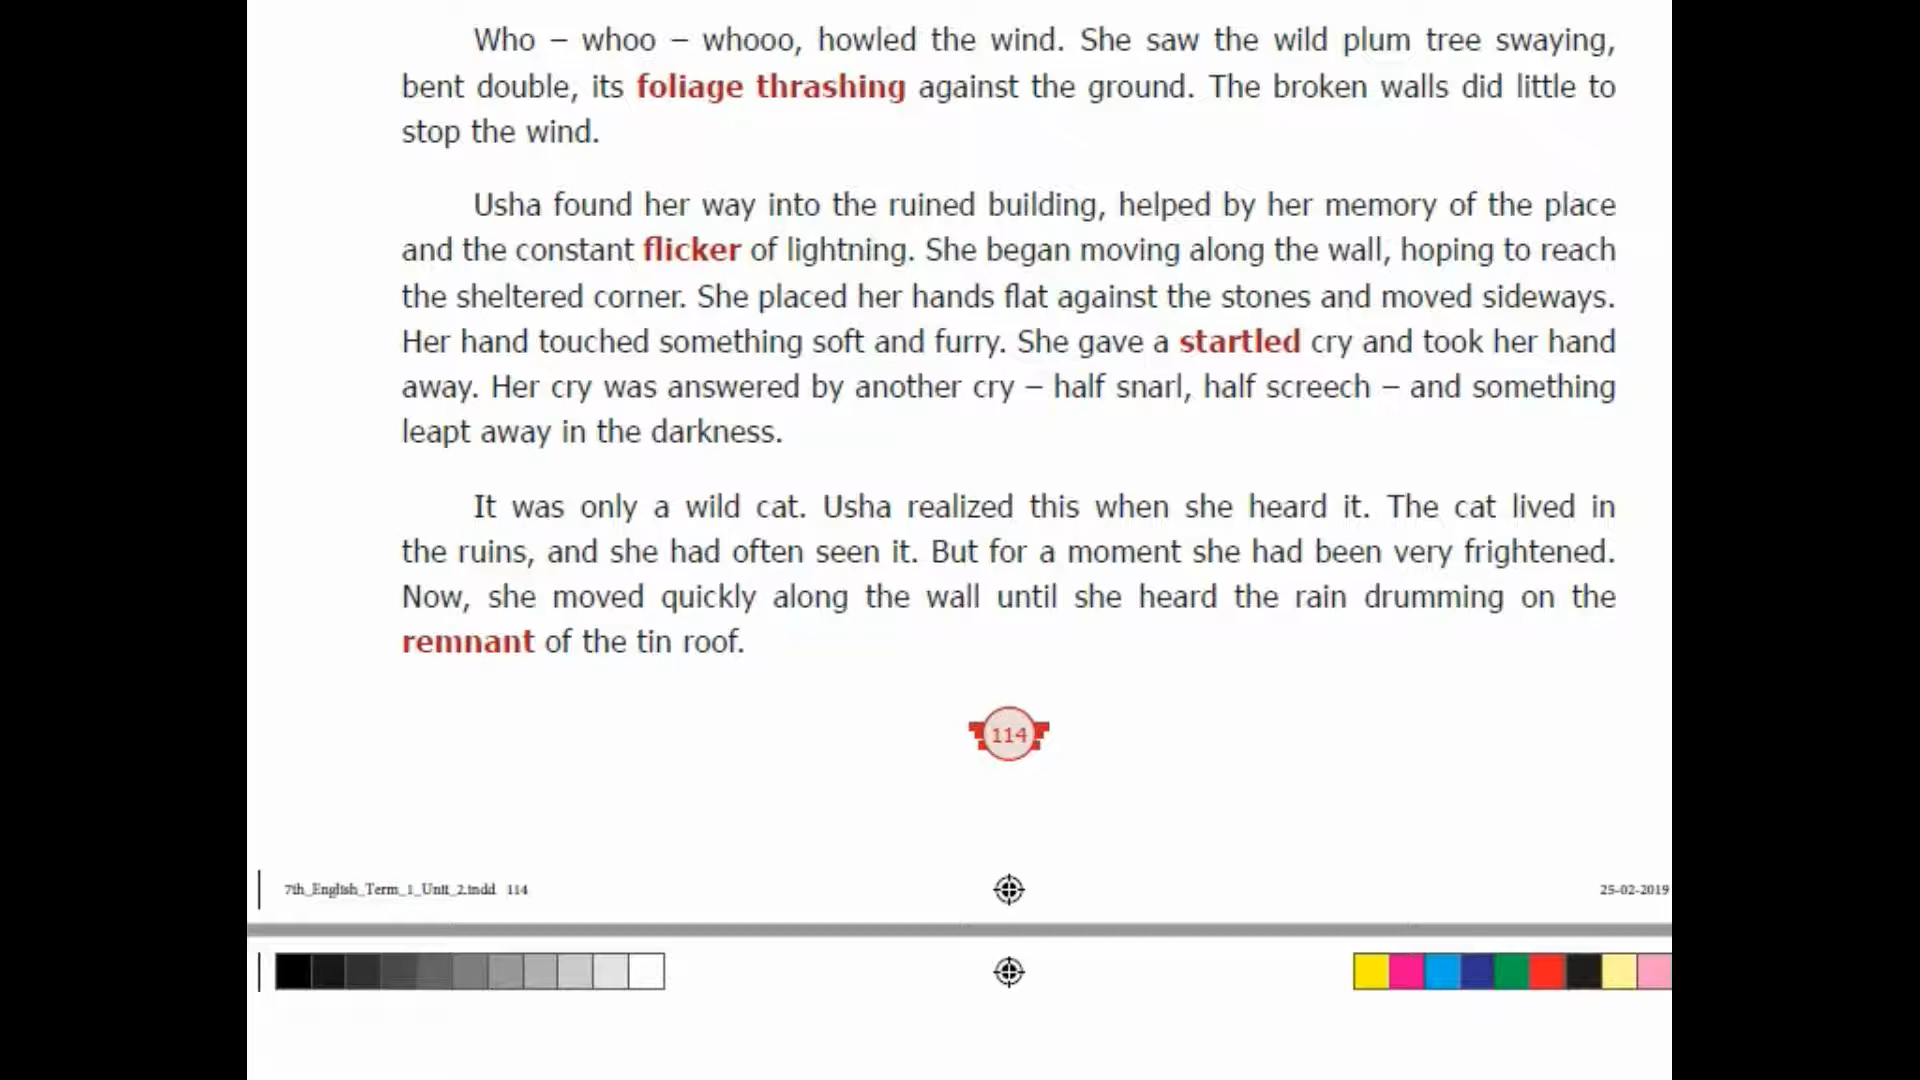 Who – whoo – whooo, howled the wind. She saw the wild plum tree swaying,
bent double, its foliage thrashing against the ground. The broken walls did little to
stop the wind.
Usha found her way into the ruined building, helped by her memory of the place
and the constant flicker of lightning. She began moving along the wall, hoping to reach
the sheltered corner. She placed her hands flat against the stones and moved sideways.
Her hand touched something soft and furry. She gave a startled cry and took her hand
away. Her cry was answered by another cry – half snarl, half screech – and something
leapt away in the darkness.
It was only a wild cat. Usha realized this when she heard it. The cat lived in
the ruins, and she had often seen it. But for a moment she had been very frightened.
Now, she moved quickly along the wall until she heard the rain drumming on the
remnant of the tin roof.
114
7th_English_Term_1_Unit_2.indd 114
25-02-2019